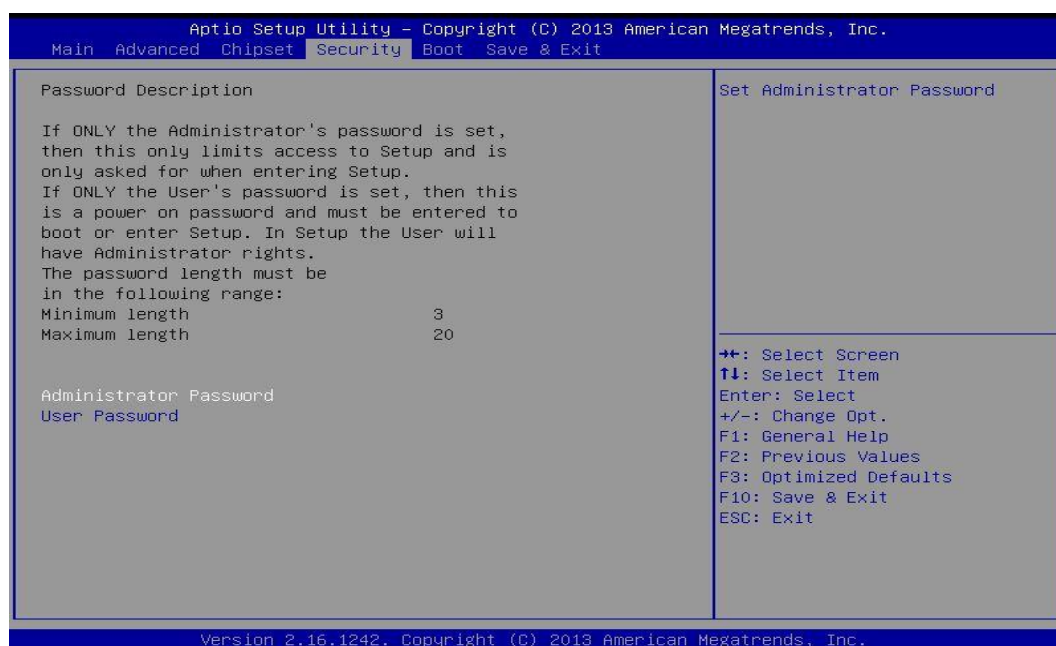 Aptio Setup Utility – Copyright (C) 2013 American Megatrends, Inc.
Main Advanced Chipset Security Boot Save & Exit
Password Description
If ONLY the Administrator's password is set,
then this only limits access to Setup and is
only asked for when entering Setup.
If ONLY the User's password is set, then this
is a power on password and must be entered to
boot or enter Setup. In Setup the User will
have Administrator rights.
The password length must be
in the following range:
Minimum length 3
Maximum length 20
Administrator Password
User Password
Set Administrator Password
→←: Select Screen
↑↓: Select Item
Enter: Select
+/-: Change Opt.
F1: General Help
F2: Previous Values
F3: Optimized Defaults
F10: Save & Exit
ESC: Exit
Version 2.16.1242. Copyright (C) 2013 American Megatrends, Inc.